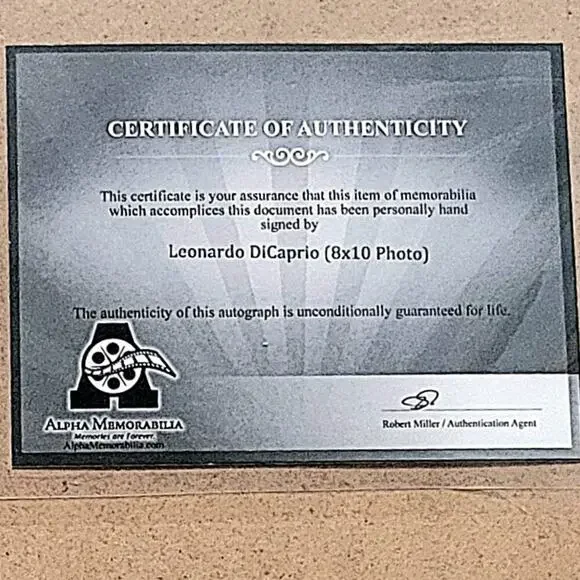 CERTIFICATE OF AUTHENTICITY
This certificate is your assurance that this item of memorabilia
which accomplices this document has been personally hand
signed by
Leonardo DiCaprio (8x10 Photo)
The authenticity of this autograph is unconditionally guaranteed for life.
A
ALPHA MEMORABILIA
Memories are Forever
AlphaMemorabilia.com
Robert Miller / Authentication Agent